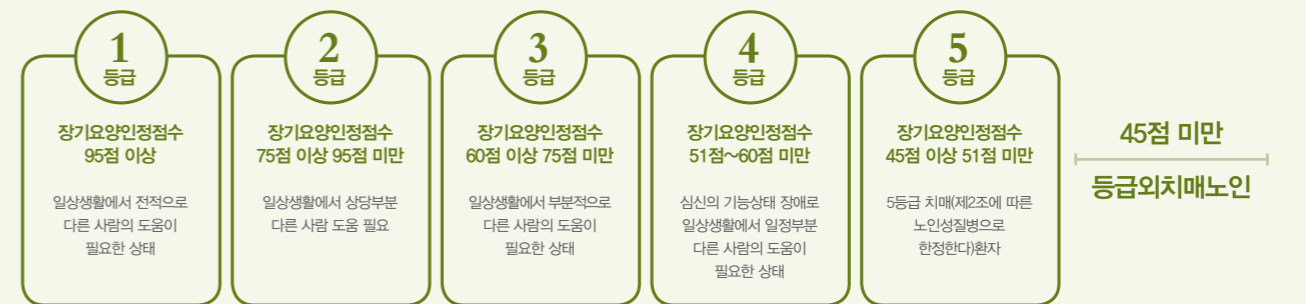 1
등급
장기요양인정점수
95점 이상
일상생활에서 전적으로
다른 사람의 도움이
필요한 상태
2
등급
장기요양인정점수
75점 이상 95점 미만
일상생활에서 상당부분
다른 사람 도움 필요
3
등급
장기요양인정점수
60점 이상 75점 미만
일상생활에서 부분적으로
다른 사람의 도움이
필요한 상태
4
등급
장기요양인정점수
51점~60점 미만
심신의 기능상태 장애로
일상생활에서 일정부분
다른 사람의 도움이
필요한 상태
5
등급
장기요양인정점수
45점 이상 51점 미만
5등급 치매(제2조에 따른
노인성질병으로
한정한다)환자
45점 미만
등급외치매노인